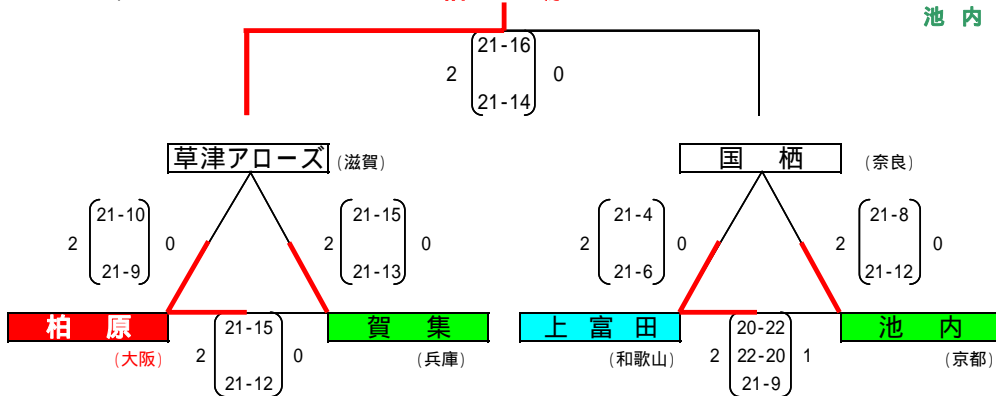 池 内
21-16
2 0
21-14
草津アローズ (滋賀)
国 栖 (奈良)
21-10
2 0
21-9
21-15
2 0
21-13
21-4
2 0
21-6
21-8
2 0
21-12
柏 原
(大阪)
21-15
2 0
21-12
賀 集
(兵庫)
上 富 田
(和歌山)
20-22
2 22-20 1
21-9
池 内
(京都)